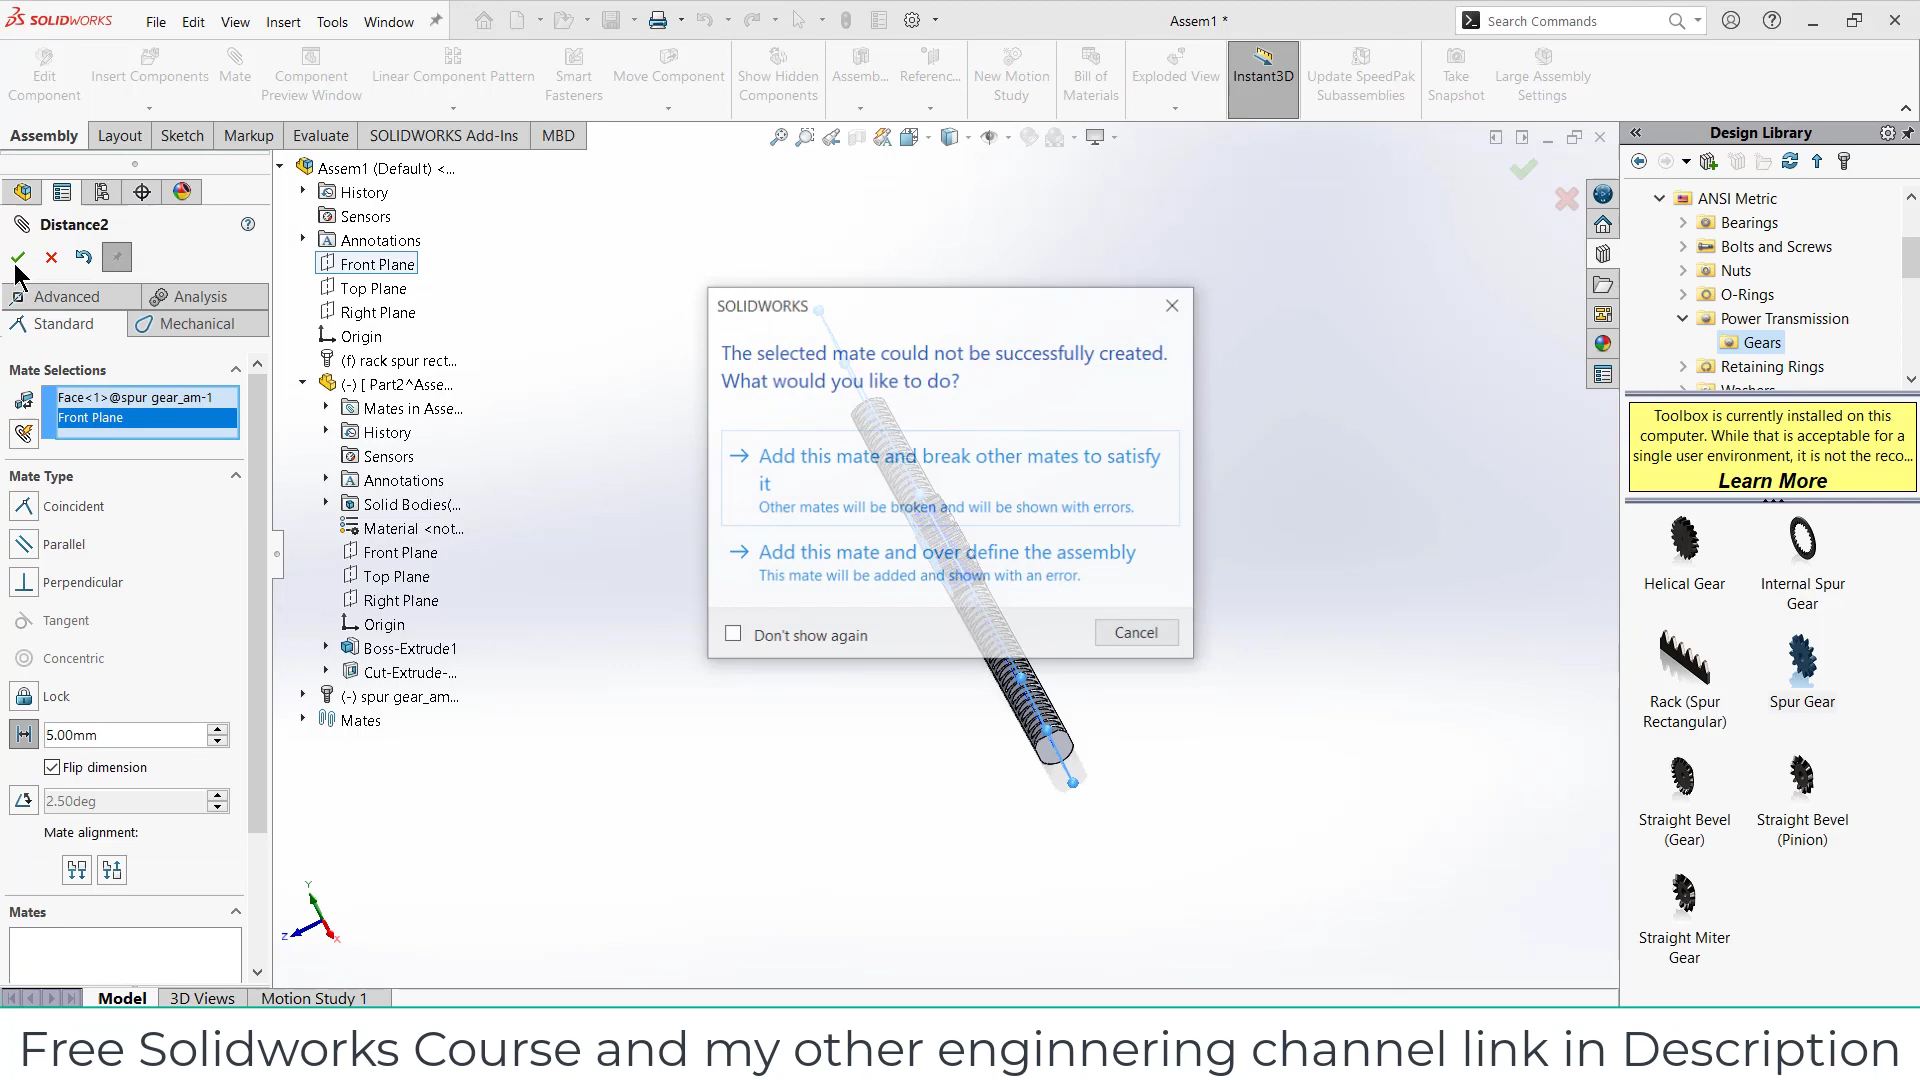 SOLIDWORKS File Edit View Insert Tools Window Assem1 * Search Commands
Edit Component
Insert Components
Mate
Component Preview Window
Linear Component Pattern
Smart Fasteners
Move Component
Show Hidden Components
Assemb...
Referenc...
New Motion Study
Bill of Materials
Exploded View
Instant3D
Update SpeedPak Subassemblies
Take Snapshot
Large Assembly Settings
Assembly Layout Sketch Markup Evaluate SOLIDWORKS Add-Ins MBD
Distance2
Advanced Analysis
Standard Mechanical
Mate Selections
Face<1>@spur gear_am-1
Front Plane
Mate Type
Coincident
Parallel
Perpendicular
Tangent
Concentric
Lock
5.00mm
Flip dimension
2.50deg
Mate alignment:
Mates
Assem1 (Default) <...
History
Sensors
Annotations
Front Plane
Top Plane
Right Plane
Origin
(f) rack spur rect...
(-) [ Part2^Asse...
Mates in Asse...
History
Sensors
Annotations
Solid Bodies(...
Material <not...
Front Plane
Top Plane
Right Plane
Origin
Boss-Extrude1
Cut-Extrude-...
(-) spur gear_am...
Mates
SOLIDWORKS
The selected mate could not be successfully created.
What would you like to do?
Add this mate and break other mates to satisfy
it
Other mates will be broken and will be shown with errors.
Add this mate and over define the assembly
This mate will be added and shown with an error.
Don't show again
Cancel
Y
Z
X
Design Library
ANSI Metric
Bearings
Bolts and Screws
Nuts
O-Rings
Power Transmission
Gears
Retaining Rings
Washers
Toolbox is currently installed on this
computer. While that is acceptable for a
single user environment, it is not the reco...
Learn More
Helical Gear
Internal Spur
Gear
Rack (Spur
Rectangular)
Spur Gear
Straight Bevel
(Gear)
Straight Bevel
(Pinion)
Straight Miter
Gear
Model 3D Views Motion Study 1
Free Solidworks Course and my other enginnering channel link in Description